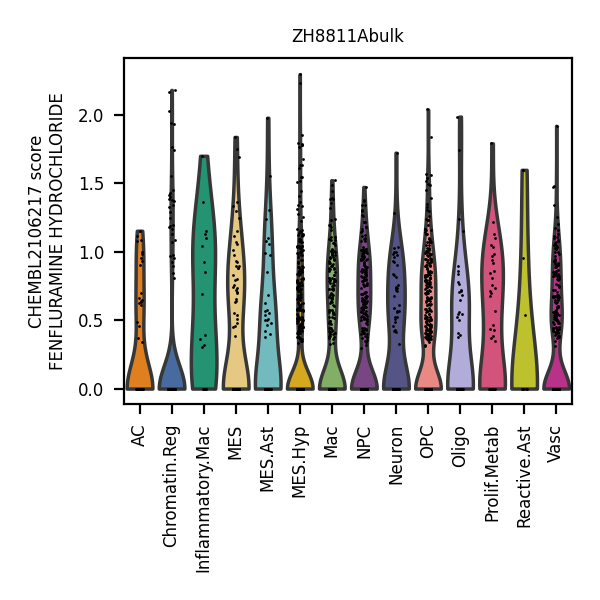 ZH8811Abulk
CHEMBL2106217 score
FENFLURAMINE HYDROCHLORIDE
2.0
1.5
1.0
0.5
0.0
AC
Chromatin.Reg
Inflammatory.Mac
MES
MES.Ast
MES.Hyp
Mac
NPC
Neuron
OPC
Oligo
Prolif.Metab
Reactive.Ast
Vasc